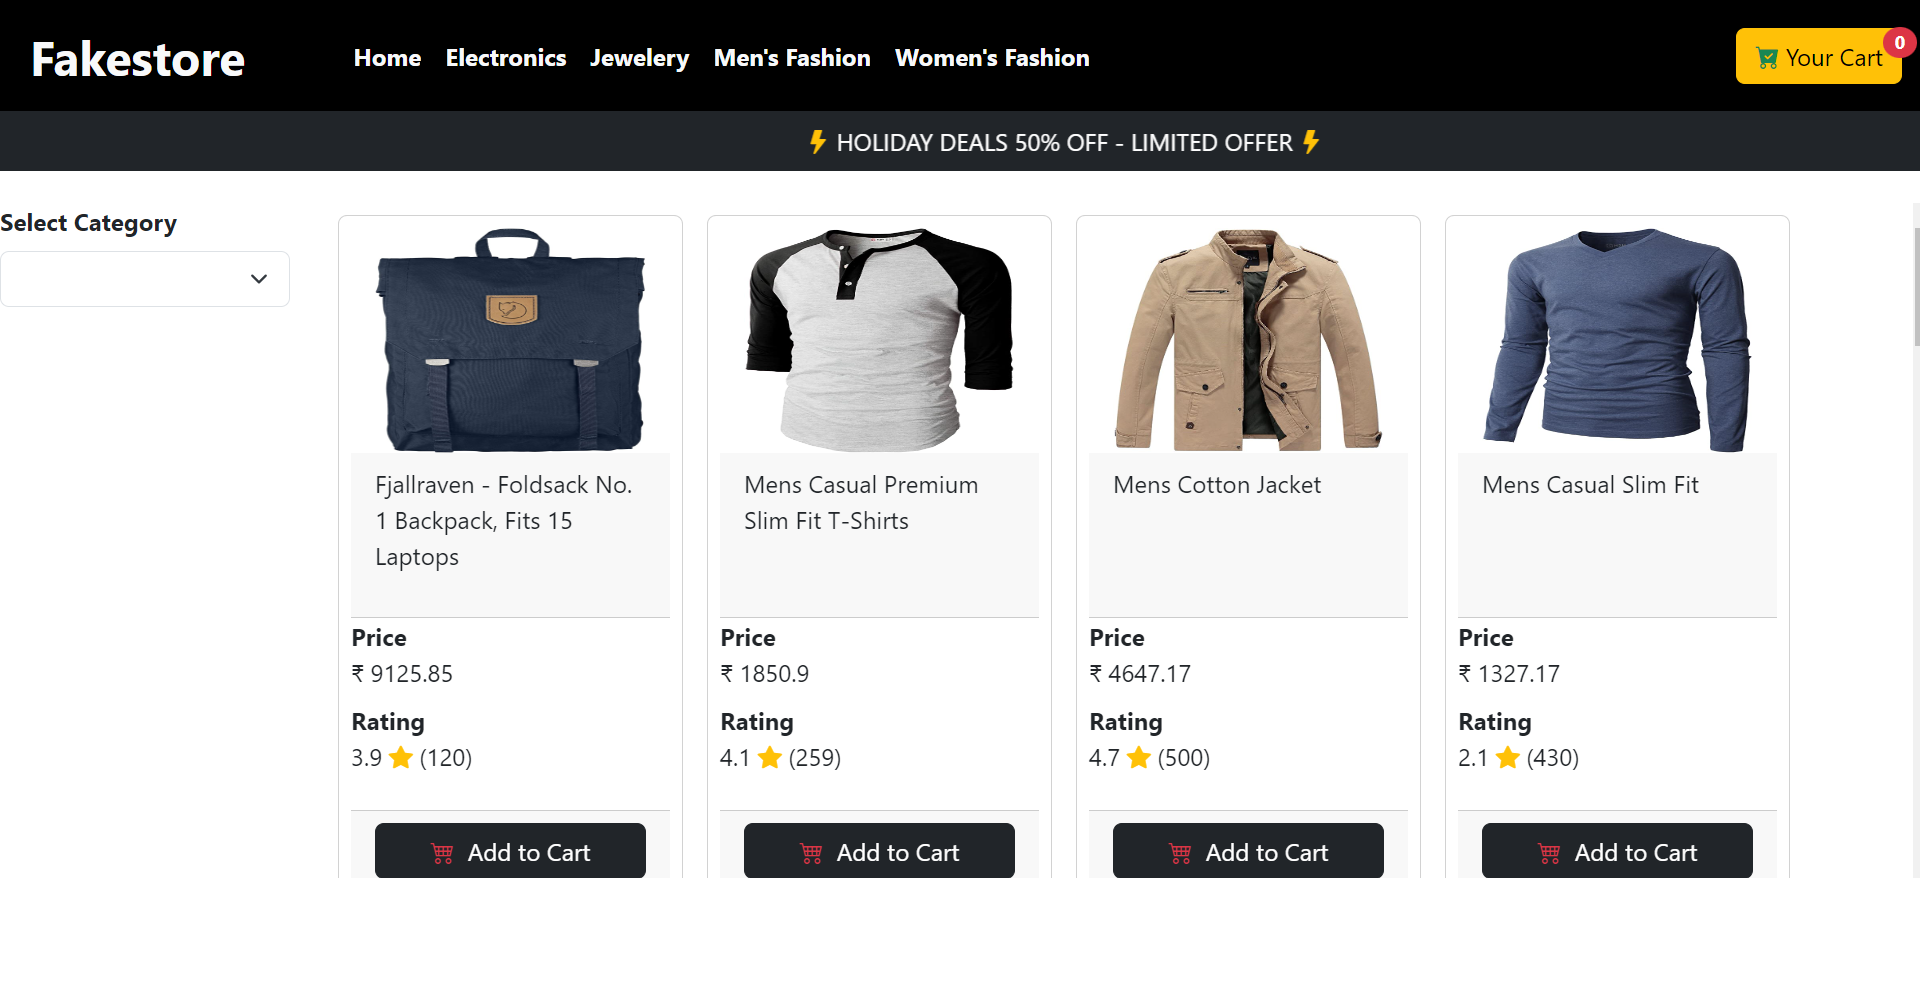 Fakestore
Home Electronics Jewelery Men's Fashion Women's Fashion
Your Cart 0
HOLIDAY DEALS 50% OFF - LIMITED OFFER
Select Category
Fjallraven - Foldsack No.
1 Backpack, Fits 15
Laptops
Price
₹ 9125.85
Rating
3.9 (120)
Add to Cart
Mens Casual Premium
Slim Fit T-Shirts
Price
₹ 1850.9
Rating
4.1 (259)
Add to Cart
Mens Cotton Jacket
Price
₹ 4647.17
Rating
4.7 (500)
Add to Cart
Mens Casual Slim Fit
Price
₹ 1327.17
Rating
2.1 (430)
Add to Cart